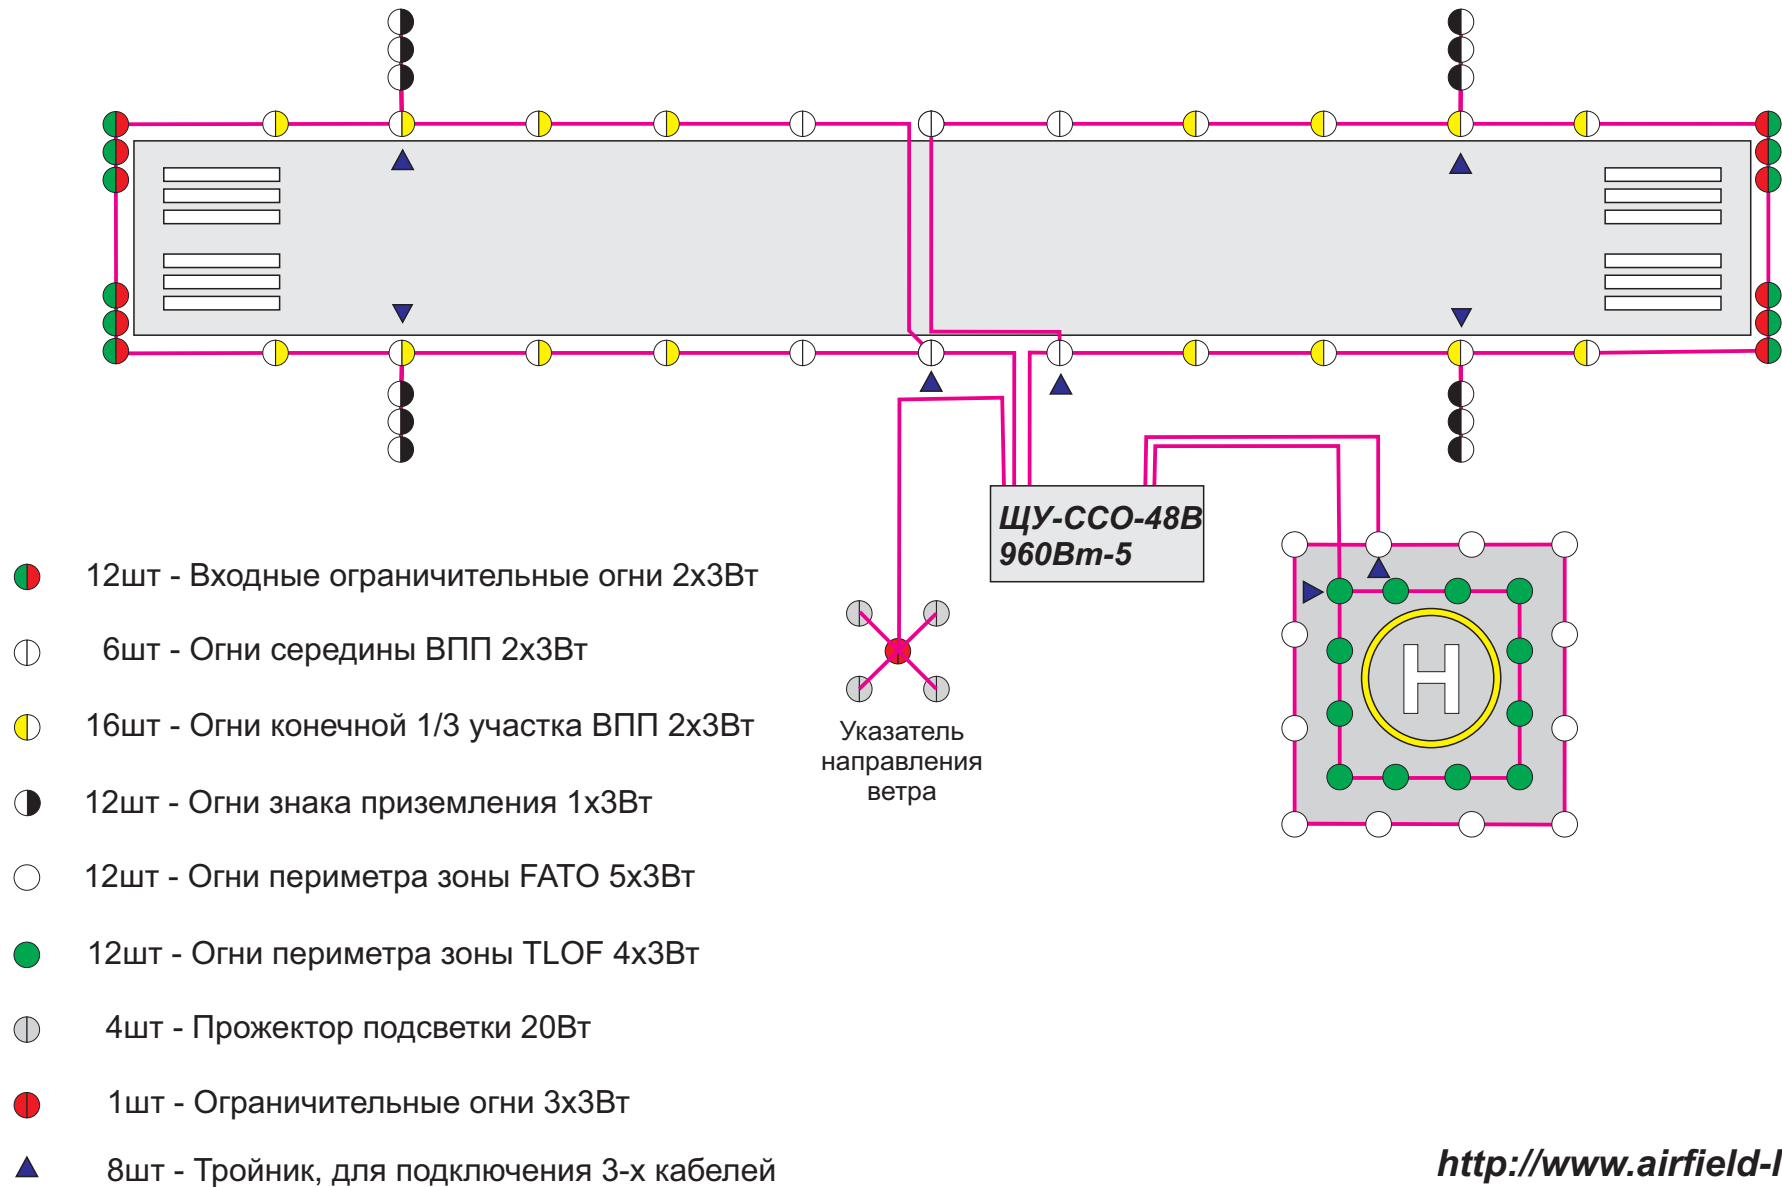 ЩУ-ССО-48В
960Вт-5
12шт - Входные ограничительные огни 2х3Вт
6шт - Огни середины ВПП 2х3Вт
16шт - Огни конечной 1/3 участка ВПП 2х3Вт
12шт - Огни знака приземления 1х3Вт
12шт - Огни периметра зоны FATO 5х3Вт
12шт - Огни периметра зоны TLOF 4х3Вт
4шт - Прожектор подсветки 20Вт
1шт - Ограничительные огни 3х3Вт
8шт - Тройник, для подключения 3-х кабелей
Указатель
направления
ветра
H
http://www.airfield-l